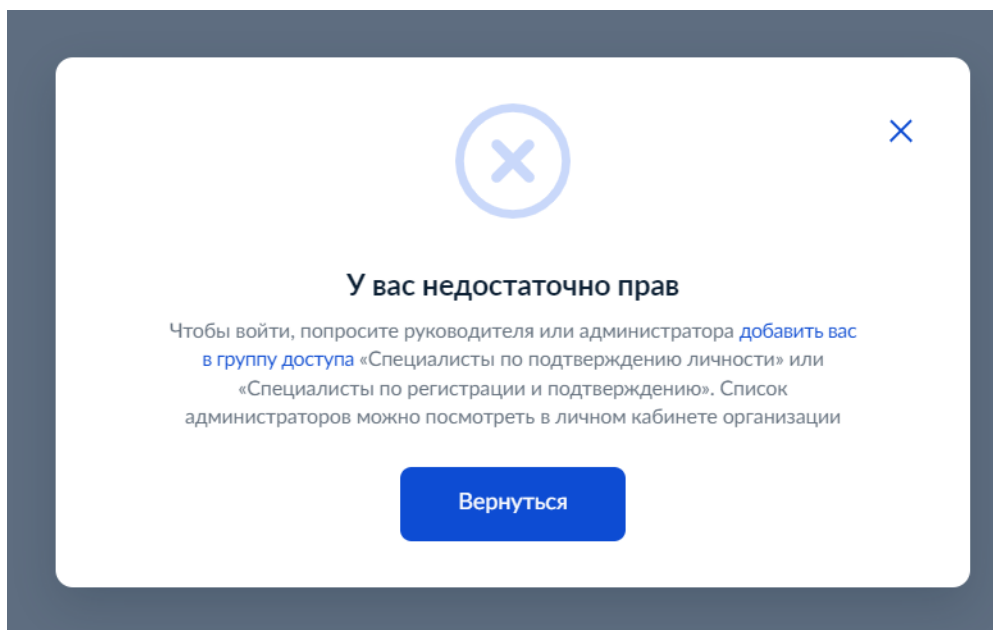 У вас недостаточно прав
Чтобы войти, попросите руководителя или администратора добавить вас
в группу доступа «Специалисты по подтверждению личности» или
«Специалисты по регистрации и подтверждению». Список
администраторов можно посмотреть в личном кабинете организации
Вернуться